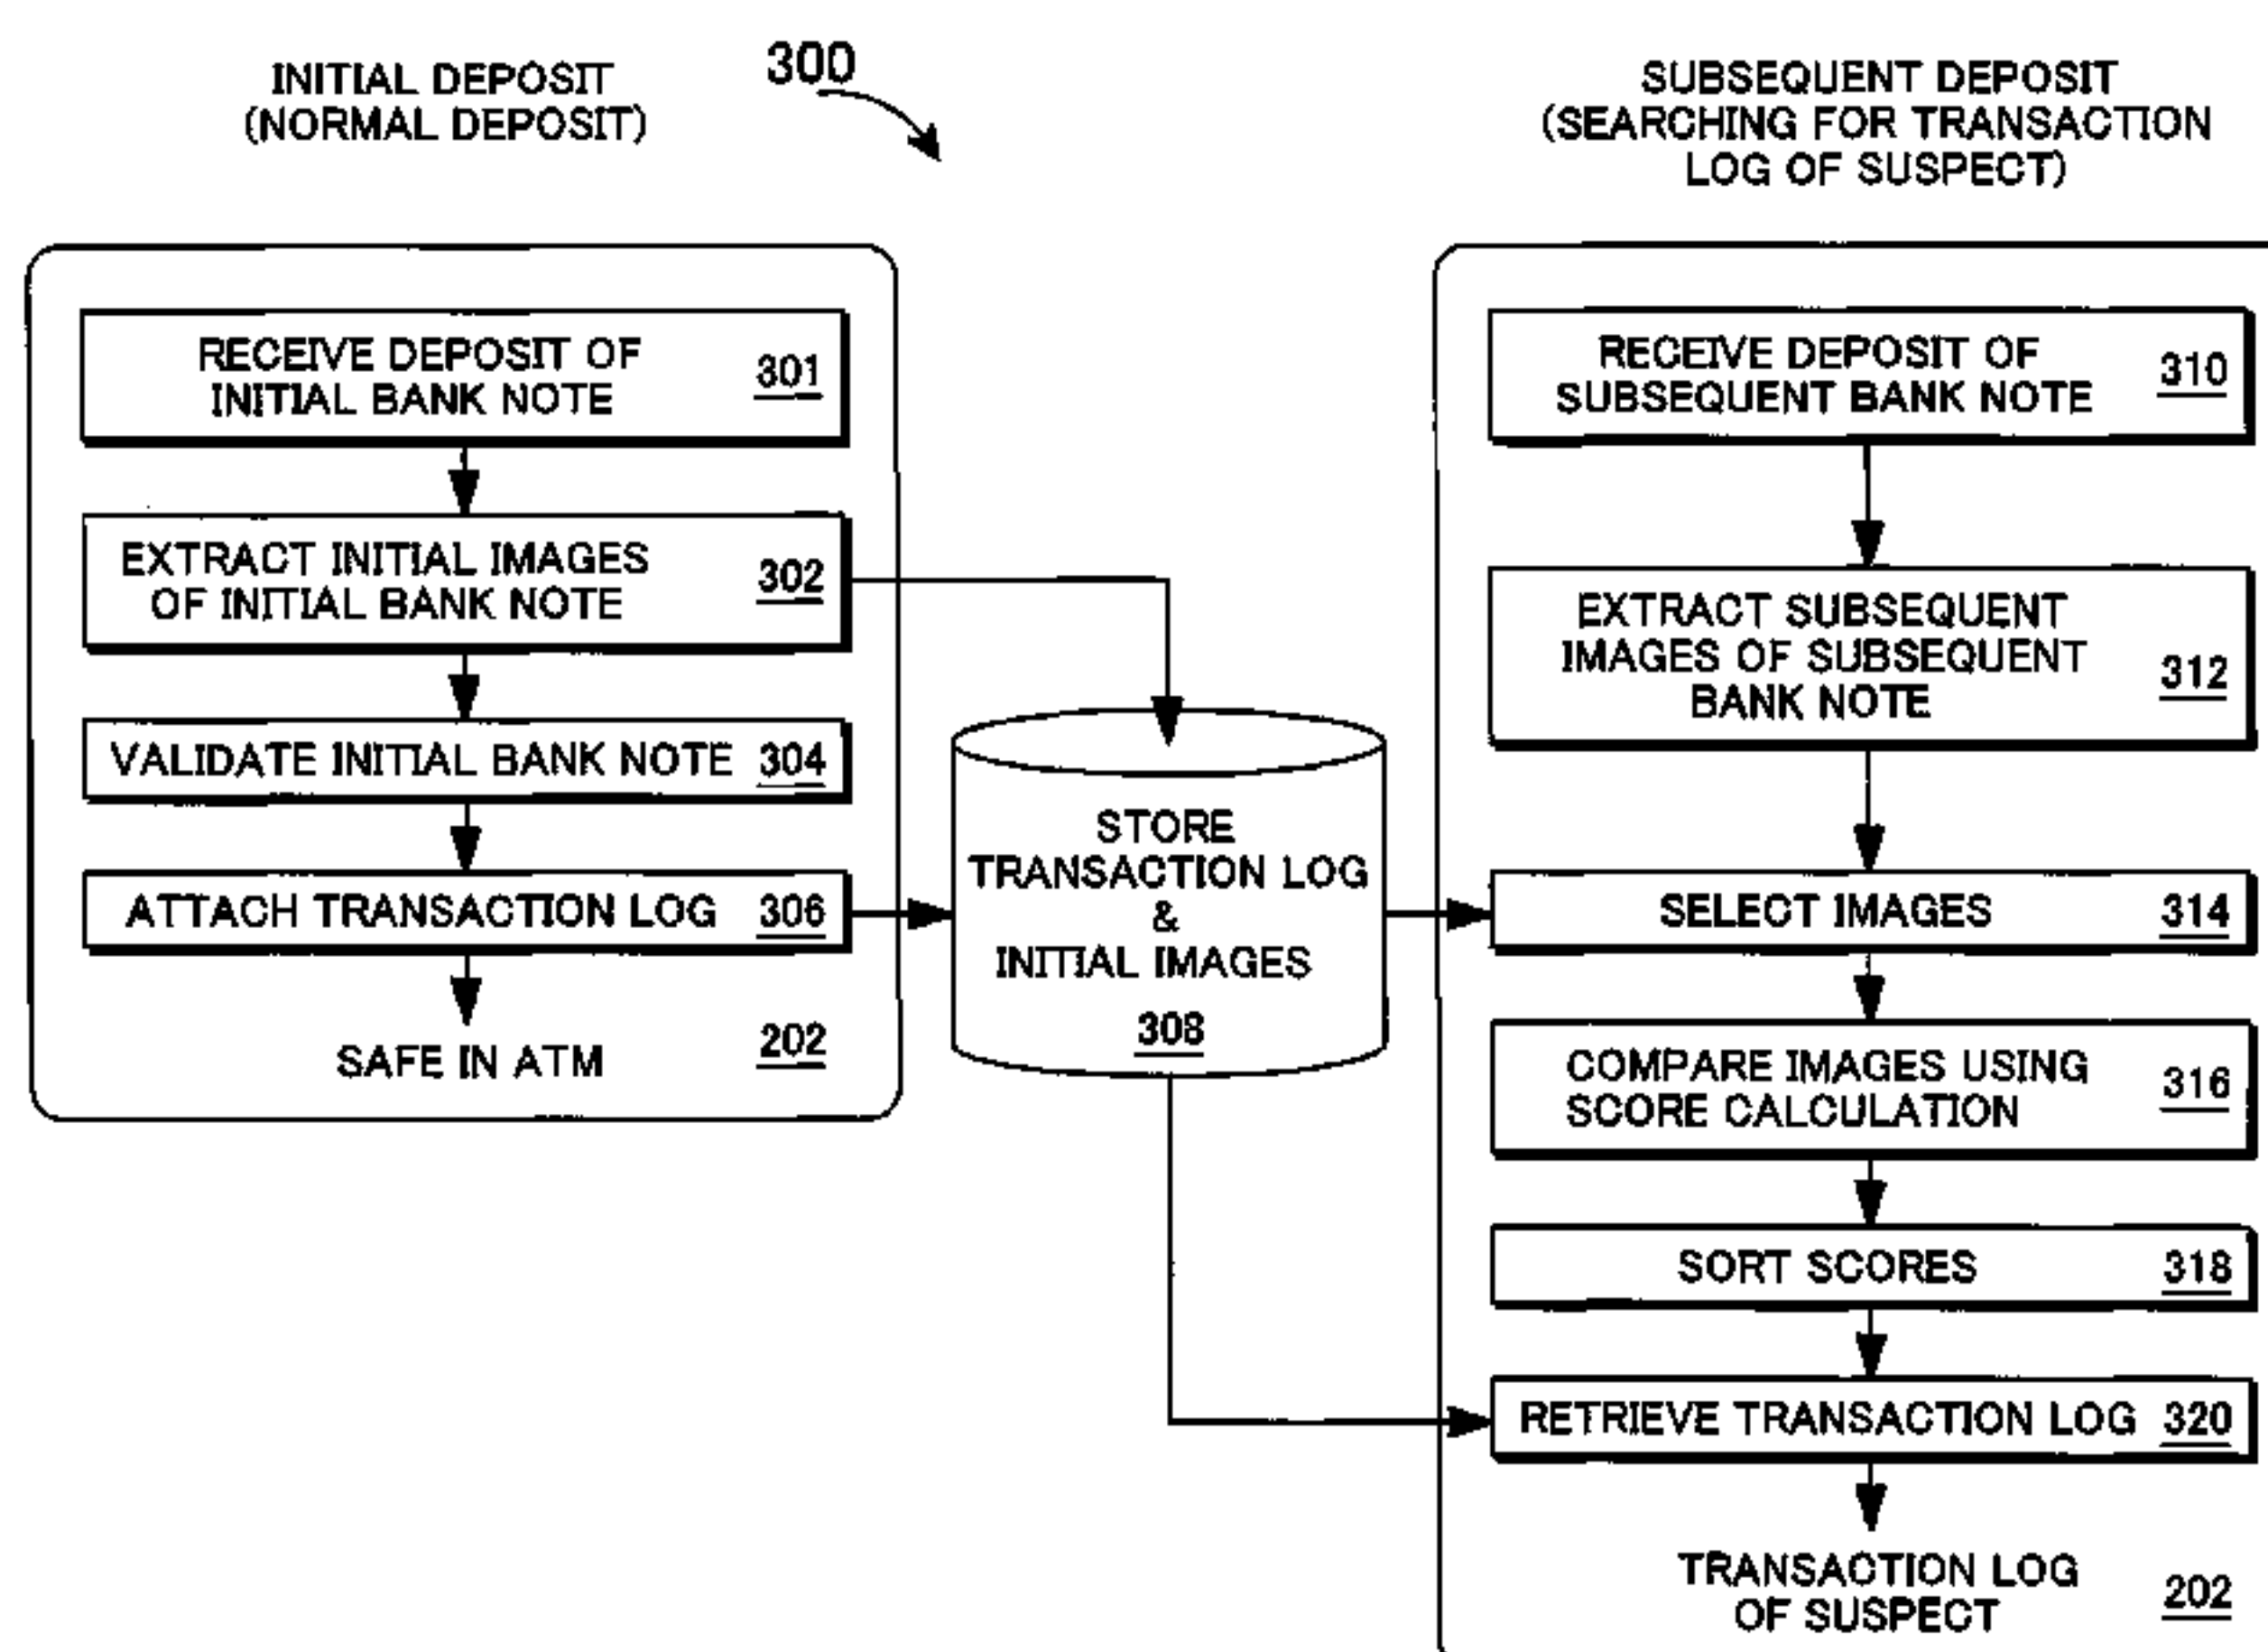 300
INITIAL DEPOSIT
(NORMAL DEPOSIT)
RECEIVE DEPOSIT OF
INITIAL BANK NOTE
301
EXTRACT INITIAL IMAGES
OF INITIAL BANK NOTE
302
VALIDATE INITIAL BANK NOTE 304
ATTACH TRANSACTION LOG 306
SAFE IN ATM
202
STORE
TRANSACTION LOG
&
INITIAL IMAGES
308
SUBSEQUENT DEPOSIT
(SEARCHING FOR TRANSACTION
LOG OF SUSPECT)
RECEIVE DEPOSIT OF
SUBSEQUENT BANK NOTE
310
EXTRACT SUBSEQUENT
IMAGES OF SUBSEQUENT
BANK NOTE
312
SELECT IMAGES 314
COMPARE IMAGES USING
SCORE CALCULATION
316
SORT SCORES 318
RETRIEVE TRANSACTION LOG 320
TRANSACTION LOG
OF SUSPECT
202